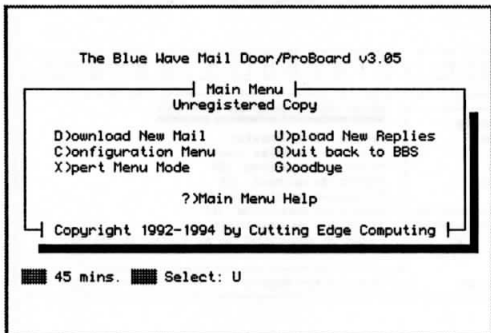 The Blue Wave Mail Door/ProBoard v3.05
Main Menu
Unregistered Copy
D)ownload New Mail U)pload New Replies
C)onfiguration Menu Q)uit back to BBS
X)pert Menu Mode G)oodbye
?)Main Menu Help
Copyright 1992-1994 by Cutting Edge Computing
45 mins. Select: U